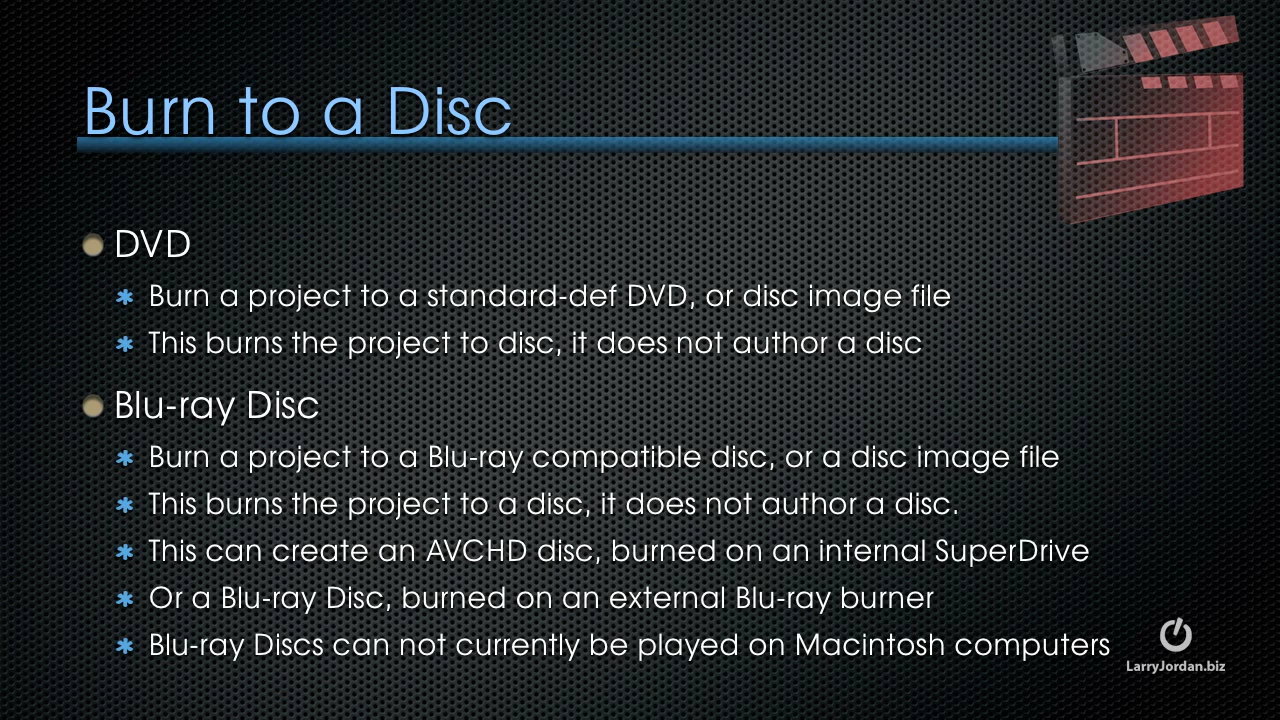 Burn to a Disc
DVD
Burn a project to a standard-def DVD, or disc image file
This burns the project to disc, it does not author a disc
Blu-ray Disc
Burn a project to a Blu-ray compatible disc, or a disc image file
This burns the project to a disc, it does not author a disc.
This can create an AVCHD disc, burned on an internal SuperDrive
Or a Blu-ray Disc, burned on an external Blu-ray burner
Blu-ray Discs can not currently be played on Macintosh computers
LarryJordan.biz